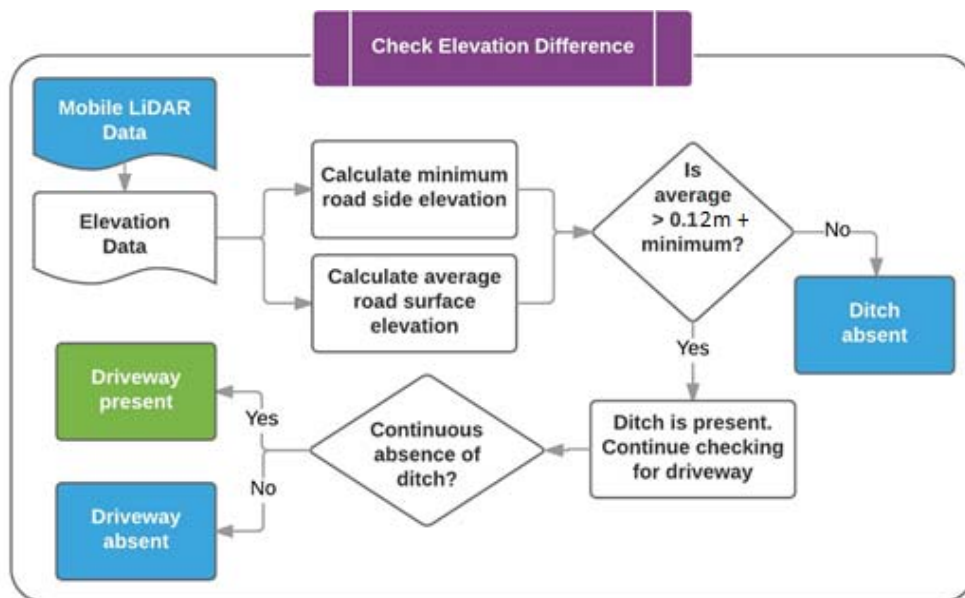 Check Elevation Difference
Mobile LiDAR
Data
Elevation
Data
Calculate minimum
road side elevation
Calculate average
road surface
elevation
Is
average
> 0.12m +
minimum?
No
Ditch
absent
Yes
Ditch is present.
Continue checking
for driveway
Continuous
absence of
ditch?
Yes
Driveway
present
No
Driveway
absent